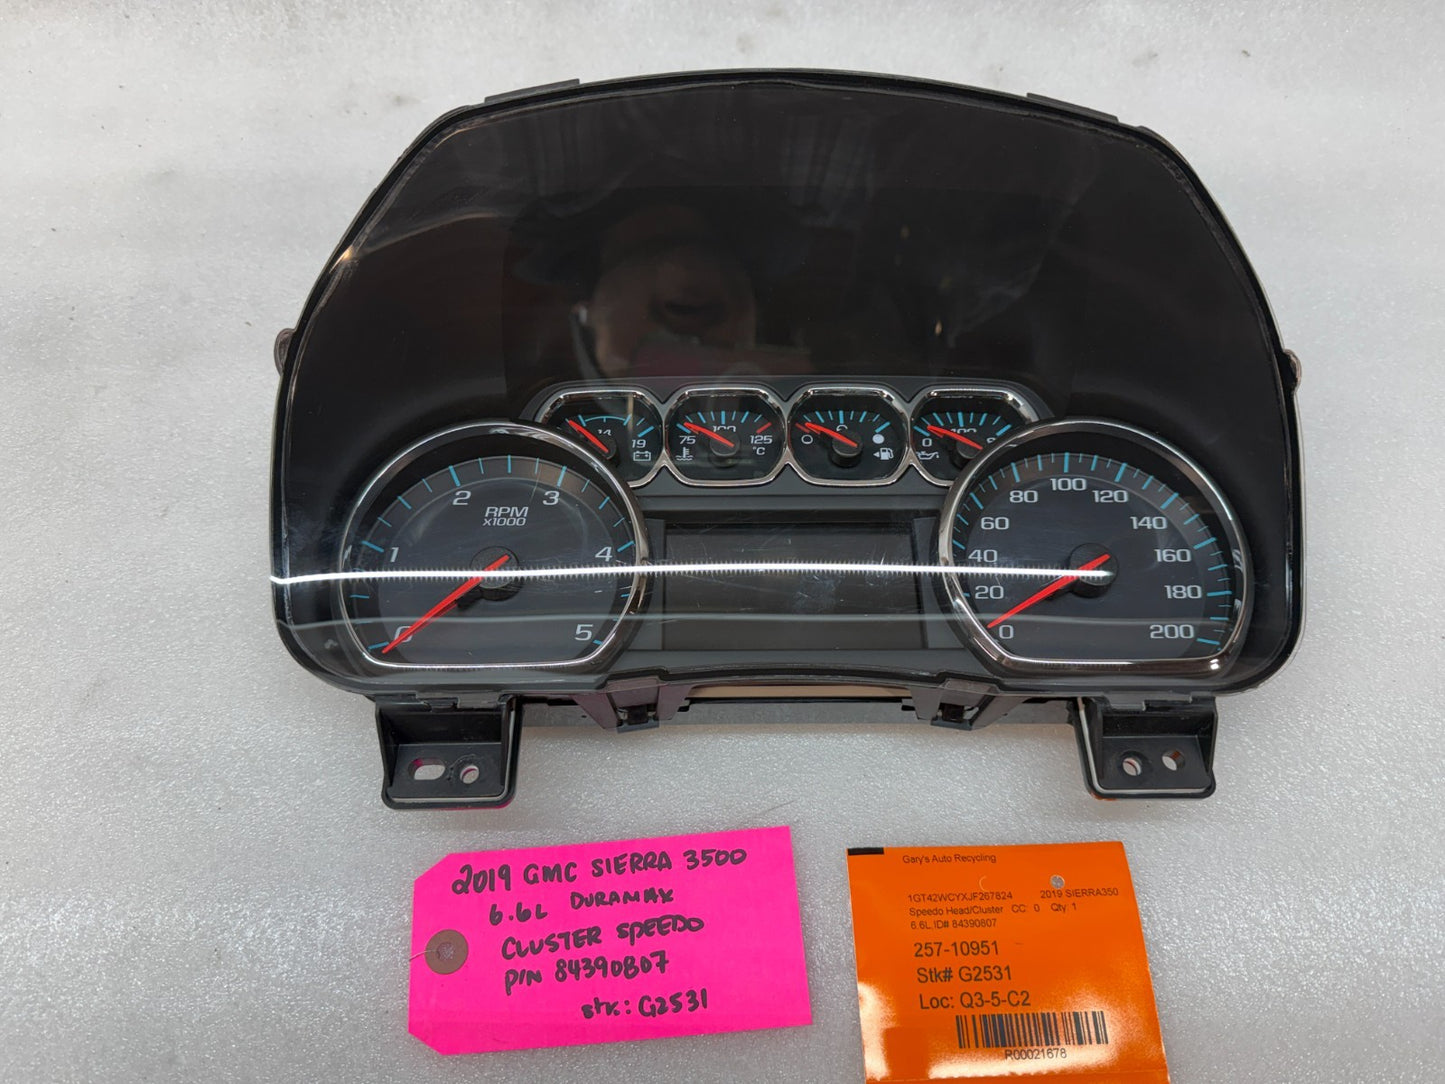 14
19
75
100
125
°C
0
100
2
3
RPM
x1000
1
4
0
5
80
100
120
60
140
40
160
20
180
0
200
2019 GMC SIERRA 3500
6.6L DURAMAX
CLUSTER SPEEDO
P/N 84390807
stk: G2531
Gary's Auto Recycling
1GT42WCYXJF267824 2019 SIERRA350
Speedo Head/Cluster CC: 0 Qty: 1
6.6L,ID# 84390807
257-10951
Stk# G2531
Loc: Q3-5-C2
R00021678